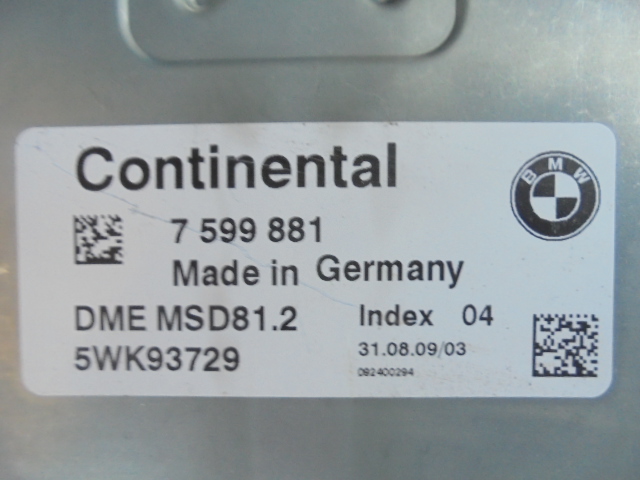 Continental
BMW
7 599 881
Made in Germany
DME MSD81.2 Index 04
5WK93729 31.08.09/03
092400294